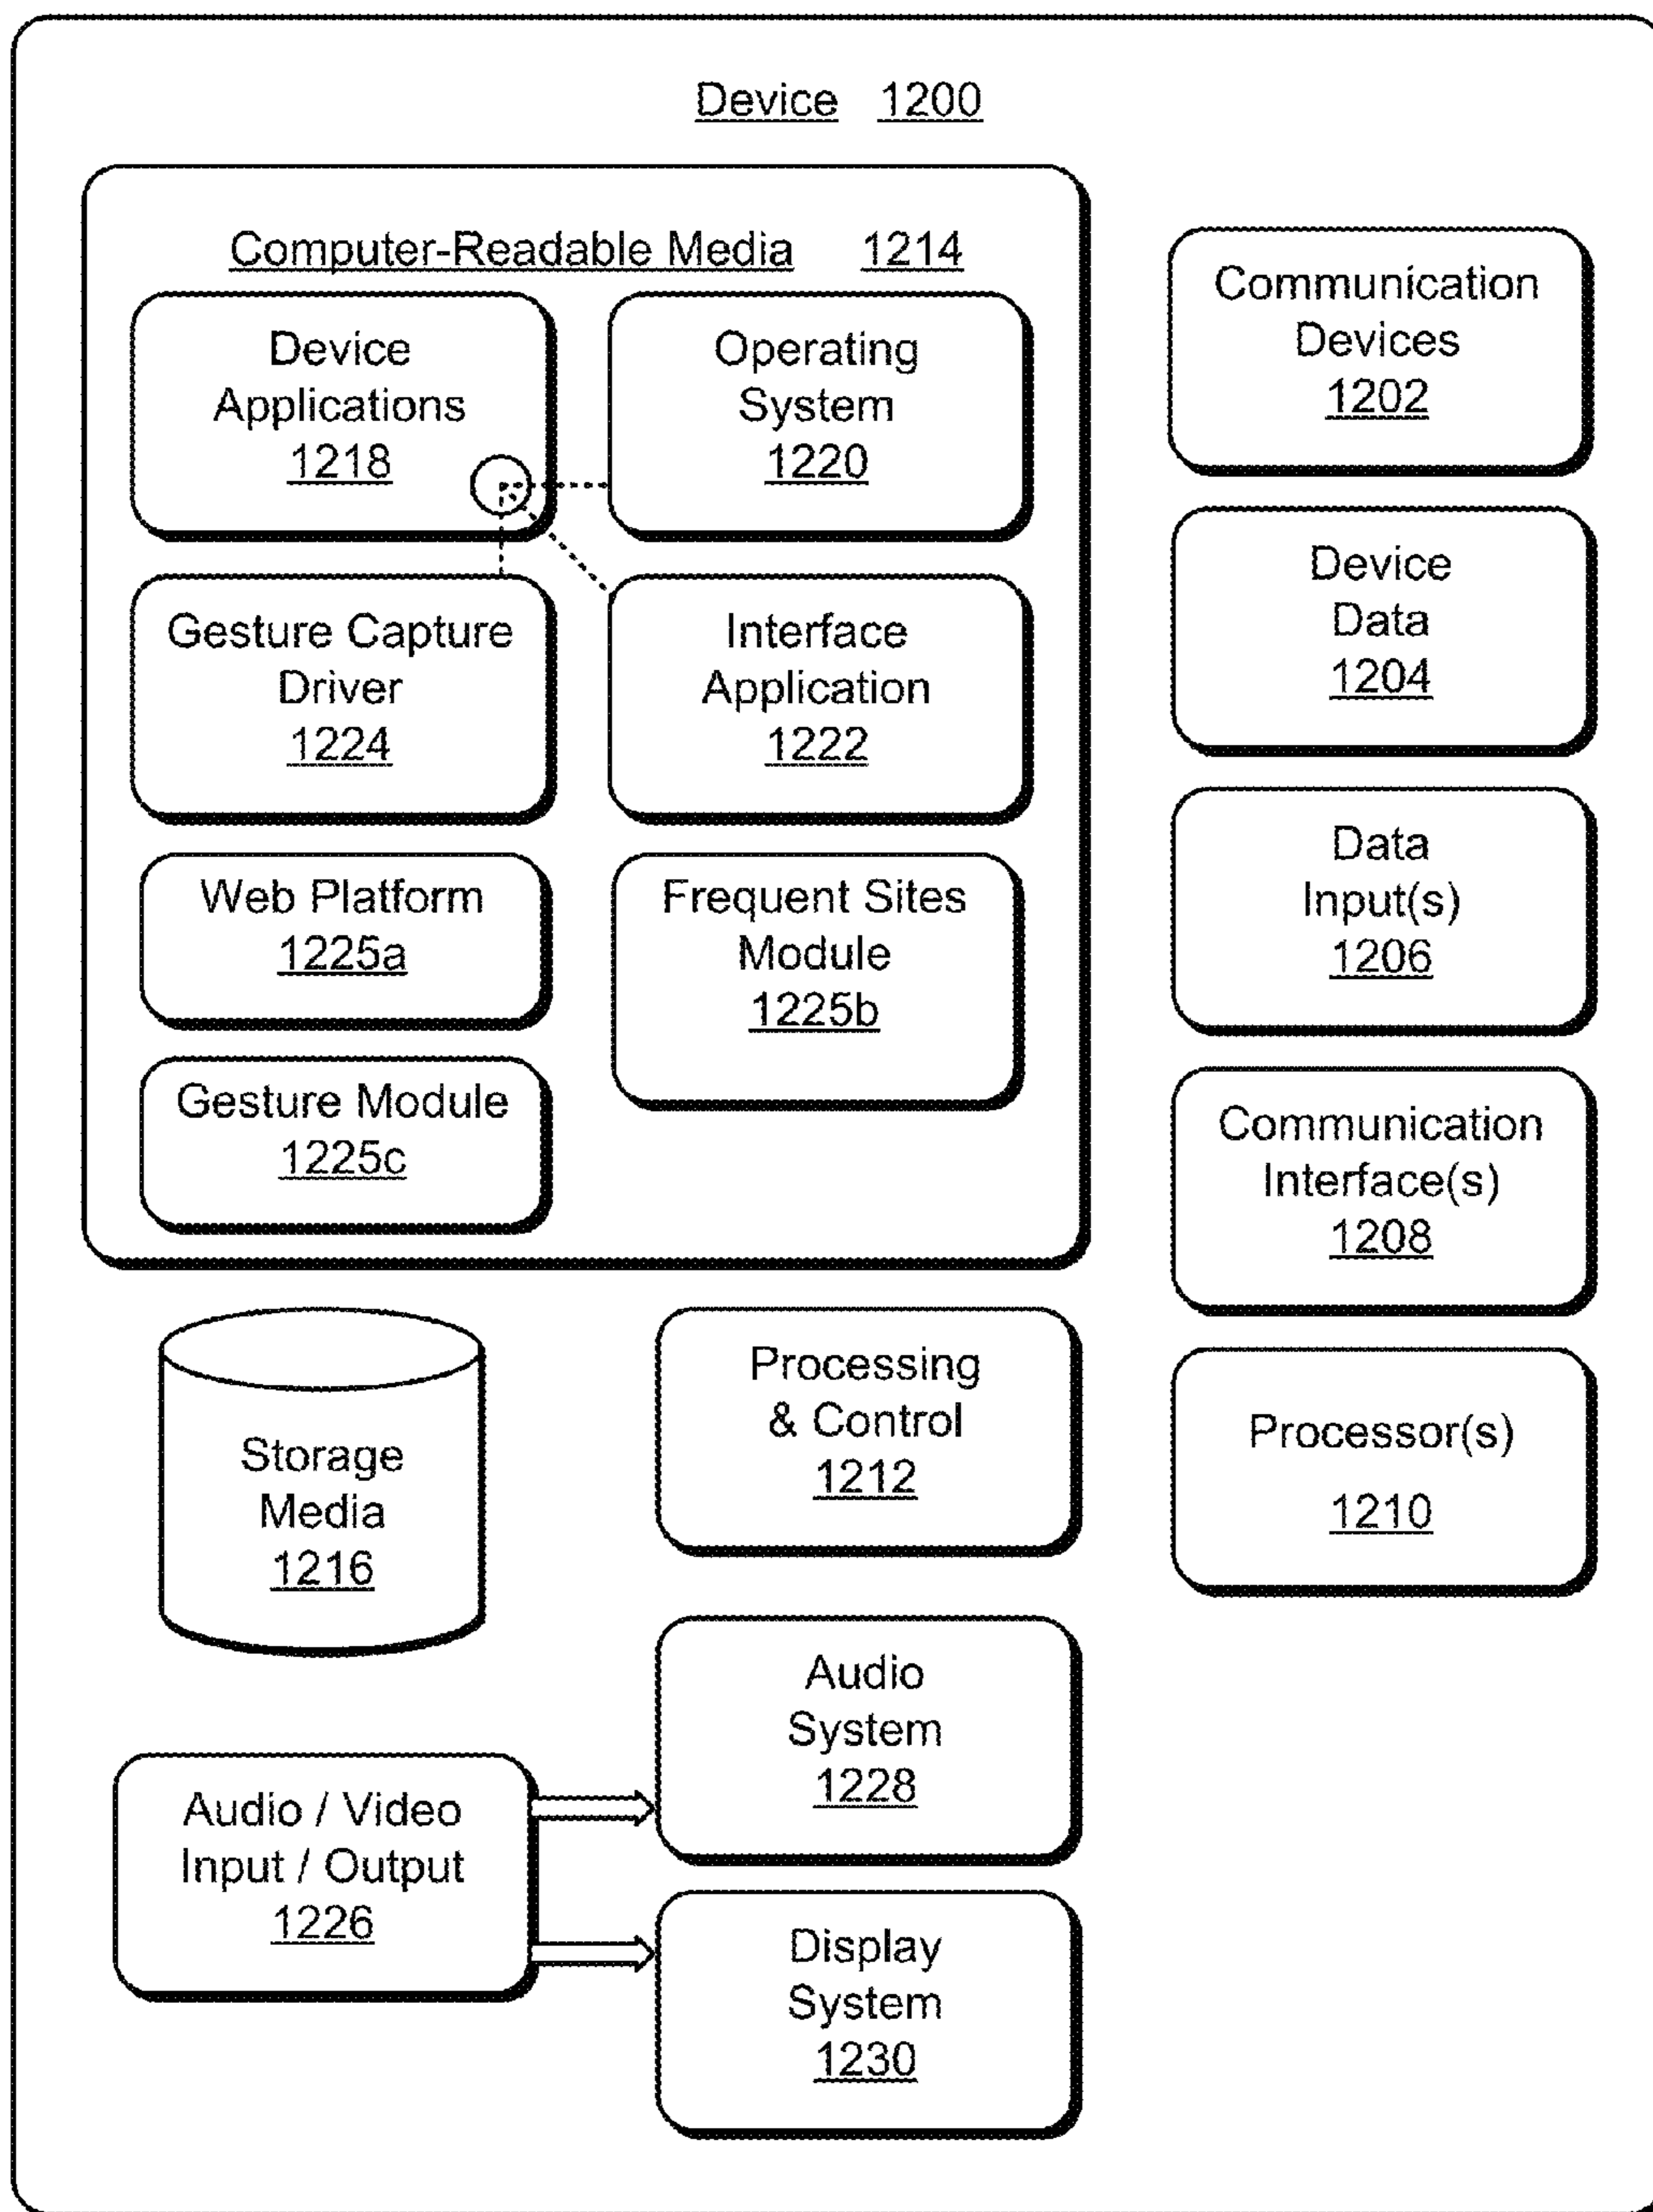 Device 1200
Computer-Readable Media 1214
Device
Applications
1218
Operating
System
1220
Gesture Capture
Driver
1224
Interface
Application
1222
Web Platform
1225a
Frequent Sites
Module
1225b
Gesture Module
1225c
Communication
Devices
1202
Device
Data
1204
Data
Input(s)
1206
Communication
Interface(s)
1208
Processor(s)
1210
Storage
Media
1216
Processing
& Control
1212
Audio / Video
Input / Output
1226
Audio
System
1228
Display
System
1230